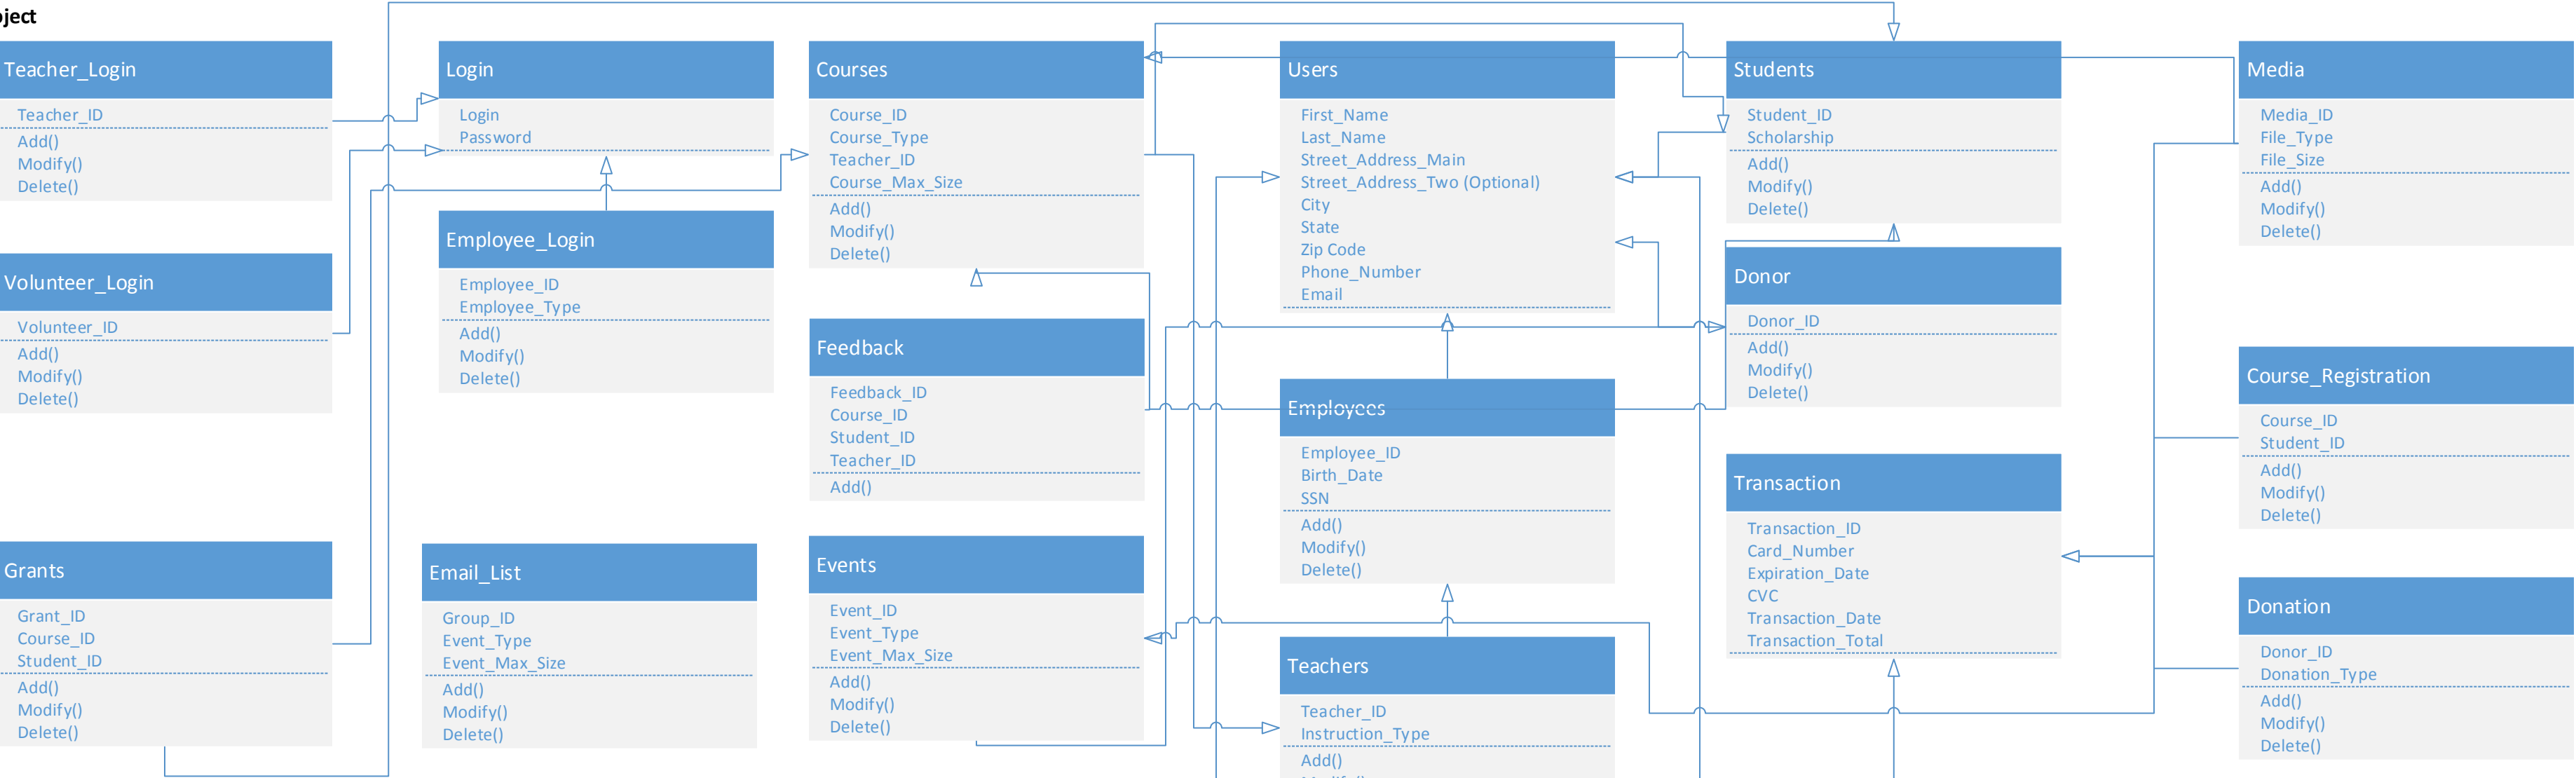 ject
Teacher_Login
Teacher_ID
Add()
Modify()
Delete()
Volunteer_Login
Volunteer_ID
Add()
Modify()
Delete()
Grants
Grant_ID
Course_ID
Student_ID
Add()
Modify()
Delete()
Login
Login
Password
Employee_Login
Employee_ID
Employee_Type
Add()
Modify()
Delete()
Email_List
Group_ID
Event_Type
Event_Max_Size
Add()
Modify()
Delete()
Courses
Course_ID
Course_Type
Teacher_ID
Course_Max_Size
Add()
Modify()
Delete()
Feedback
Feedback_ID
Course_ID
Student_ID
Teacher_ID
Add()
Events
Event_ID
Event_Type
Event_Max_Size
Add()
Modify()
Delete()
Users
First_Name
Last_Name
Street_Address_Main
Street_Address_Two (Optional)
City
State
Zip Code
Phone_Number
Email
Employees
Employee_ID
Birth_Date
SSN
Add()
Modify()
Delete()
Teachers
Teacher_ID
Instruction_Type
Add()
Students
Student_ID
Scholarship
Add()
Modify()
Delete()
Donor
Donor_ID
Add()
Modify()
Delete()
Transaction
Transaction_ID
Card_Number
Expiration_Date
CVC
Transaction_Date
Transaction_Total
Media
Media_ID
File_Type
File_Size
Add()
Modify()
Delete()
Course_Registration
Course_ID
Student_ID
Add()
Modify()
Delete()
Donation
Donor_ID
Donation_Type
Add()
Modify()
Delete()